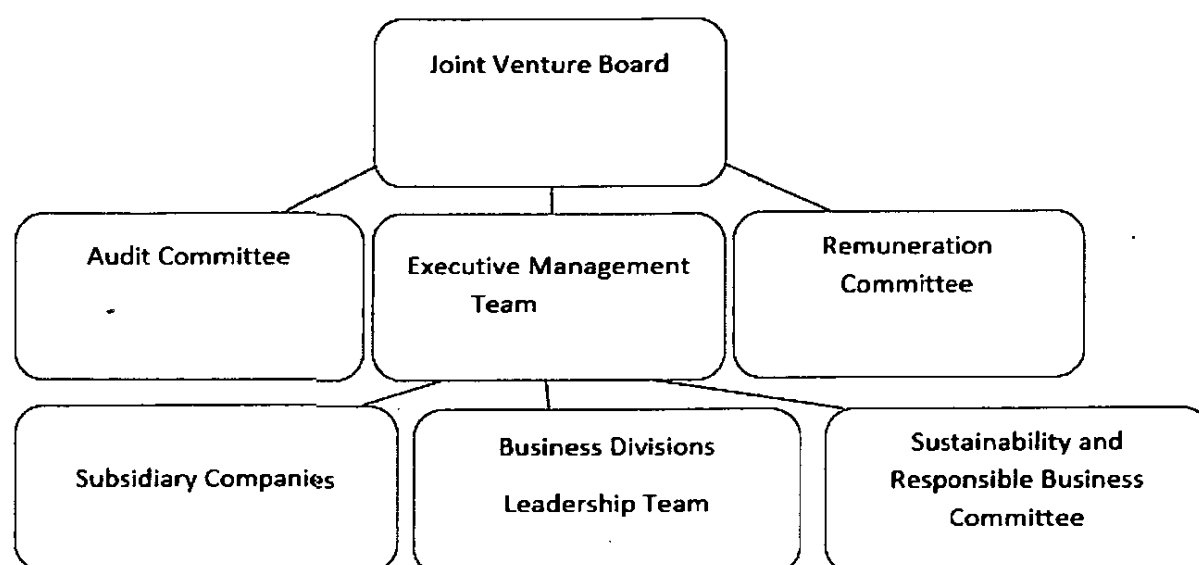 Joint Venture Board
Audit Committee
Executive Management
Team
Remuneration
Committee
Subsidiary Companies
Business Divisions
Leadership Team
Sustainability and
Responsible Business
Committee